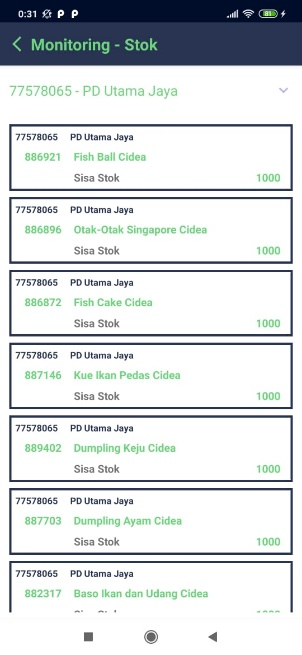 0:31
81
Monitoring - Stok
77578065 - PD Utama Jaya
77578065 PD Utama Jaya
886921 Fish Ball Cidea
Sisa Stok 1000
77578065 PD Utama Jaya
886896 Otak-Otak Singapore Cidea
Sisa Stok 1000
77578065 PD Utama Jaya
886872 Fish Cake Cidea
Sisa Stok 1000
77578065 PD Utama Jaya
887146 Kue Ikan Pedas Cidea
Sisa Stok 1000
77578065 PD Utama Jaya
889402 Dumpling Keju Cidea
Sisa Stok 1000
77578065 PD Utama Jaya
887703 Dumpling Ayam Cidea
Sisa Stok 1000
77578065 PD Utama Jaya
882317 Baso Ikan dan Udang Cidea